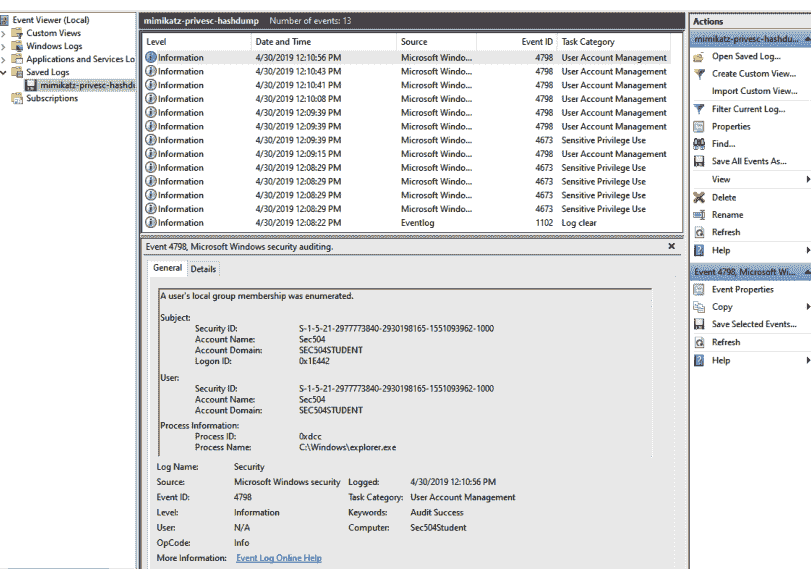 Event Viewer (Local)
Custom Views
Windows Logs
Applications and Services Lo
Saved Logs
mimikatz-privesc-hashdu
Subscriptions
mimikatz-privesc-hashdump Number of events: 13
Level Date and Time Source Event ID Task Category
Information 4/30/2019 12:10:56 PM Microsoft Windo... 4798 User Account Management
Information 4/30/2019 12:10:43 PM Microsoft Windo... 4798 User Account Management
Information 4/30/2019 12:10:41 PM Microsoft Windo... 4798 User Account Management
Information 4/30/2019 12:10:08 PM Microsoft Windo... 4798 User Account Management
Information 4/30/2019 12:09:39 PM Microsoft Windo... 4798 User Account Management
Information 4/30/2019 12:09:39 PM Microsoft Windo... 4798 User Account Management
Information 4/30/2019 12:09:39 PM Microsoft Windo... 4673 Sensitive Privilege Use
Information 4/30/2019 12:09:15 PM Microsoft Windo... 4798 User Account Management
Information 4/30/2019 12:08:29 PM Microsoft Windo... 4673 Sensitive Privilege Use
Information 4/30/2019 12:08:29 PM Microsoft Windo... 4673 Sensitive Privilege Use
Information 4/30/2019 12:08:29 PM Microsoft Windo... 4673 Sensitive Privilege Use
Information 4/30/2019 12:08:29 PM Microsoft Windo... 4673 Sensitive Privilege Use
Information 4/30/2019 12:08:22 PM Eventlog 1102 Log clear
Event 4798, Microsoft Windows security auditing.
General Details
A user's local group membership was enumerated.
Subject:
Security ID: S-1-5-21-2977773840-2930198165-1551093962-1000
Account Name: Sec504
Account Domain: SEC504STUDENT
Logon ID: 0x1E442
User:
Security ID: S-1-5-21-2977773840-2930198165-1551093962-1000
Account Name: Sec504
Account Domain: SEC504STUDENT
Process Information:
Process ID: 0xdcc
Process Name: C:\Windows\explorer.exe
Log Name: Security
Source: Microsoft Windows security Logged: 4/30/2019 12:10:56 PM
Event ID: 4798 Task Category: User Account Management
Level: Information Keywords: Audit Success
User: N/A Computer: Sec504Student
OpCode: Info
More Information: Event Log Online Help
Actions
mimikatz-privesc-hashdu...
Open Saved Log...
Create Custom View...
Import Custom View...
Filter Current Log...
Properties
Find...
Save All Events As...
View
Delete
Rename
Refresh
Help
Event 4798, Microsoft Wi...
Event Properties
Copy
Save Selected Events...
Refresh
Help